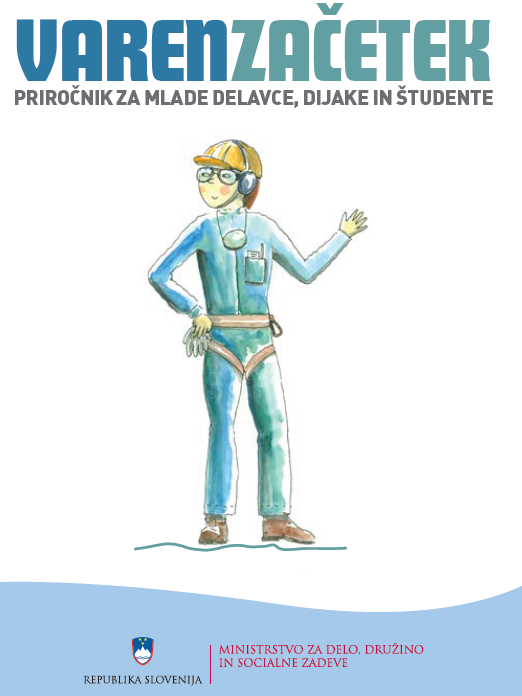 VARENZAČETEK
PRIROČNIK ZA MLADE DELAVCE, DIJAKE IN ŠTUDENTE
REPUBLIKA SLOVENIJA
MINISTRSTVO ZA DELO, DRUŽINO
IN SOCIALNE ZADEVE